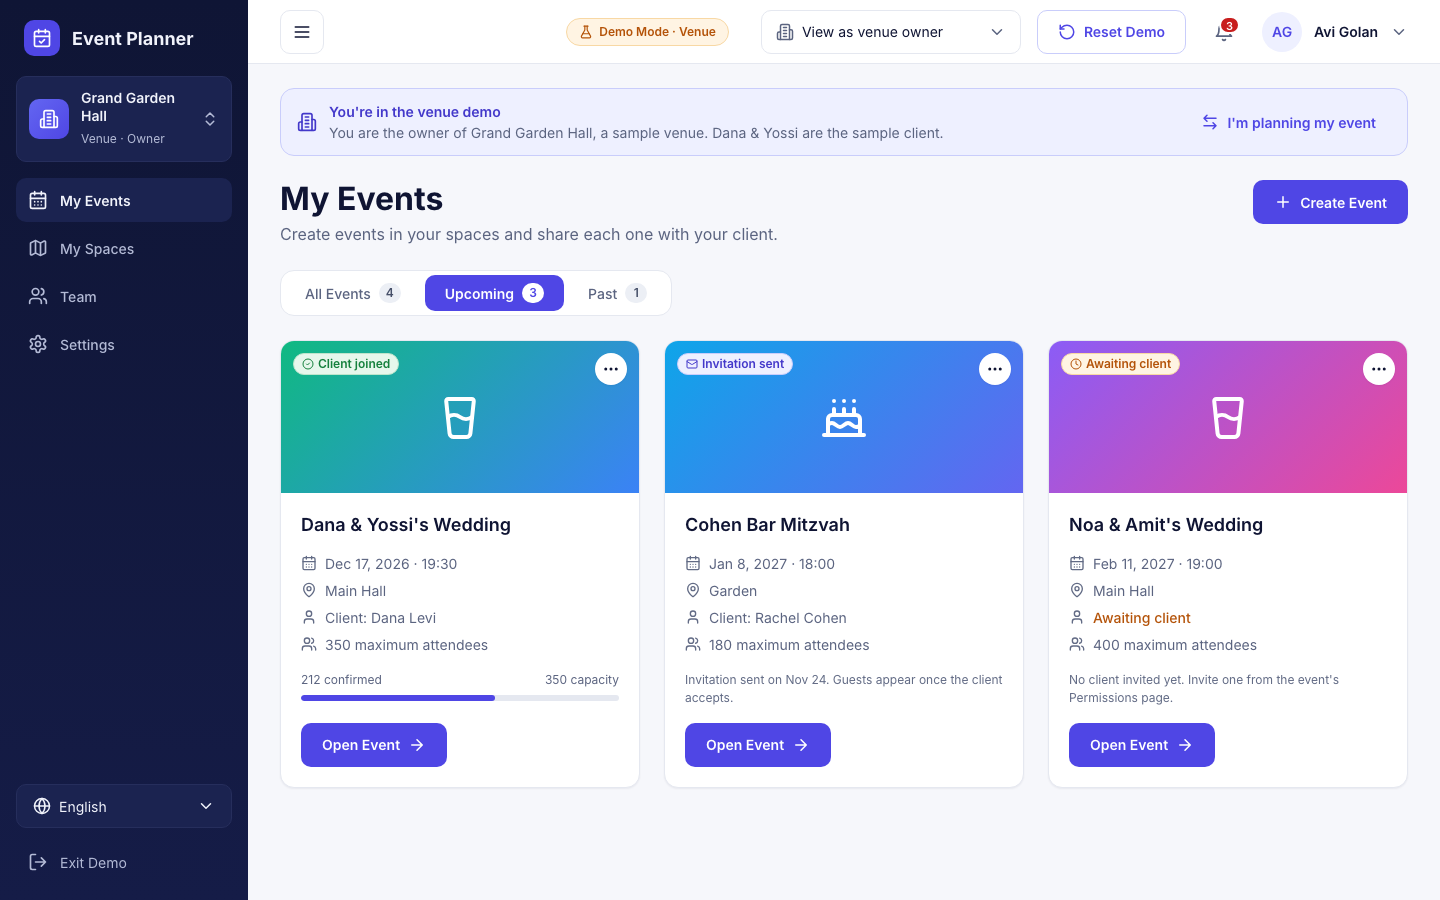 Event Planner
Grand Garden
Hall
Venue · Owner
My Events
My Spaces
Team
Settings
English
Exit Demo
Demo Mode · Venue
View as venue owner
Reset Demo
3
AG
Avi Golan
You're in the venue demo
You are the owner of Grand Garden Hall, a sample venue. Dana & Yossi are the sample client.
I'm planning my event
My Events
Create events in your spaces and share each one with your client.
Create Event
All Events 4
Upcoming 3
Past 1
Client joined
Dana & Yossi's Wedding
Dec 17, 2026 · 19:30
Main Hall
Client: Dana Levi
350 maximum attendees
212 confirmed
350 capacity
Open Event
Invitation sent
Cohen Bar Mitzvah
Jan 8, 2027 · 18:00
Garden
Client: Rachel Cohen
180 maximum attendees
Invitation sent on Nov 24. Guests appear once the client
accepts.
Open Event
Awaiting client
Noa & Amit's Wedding
Feb 11, 2027 · 19:00
Main Hall
Awaiting client
400 maximum attendees
No client invited yet. Invite one from the event's
Permissions page.
Open Event